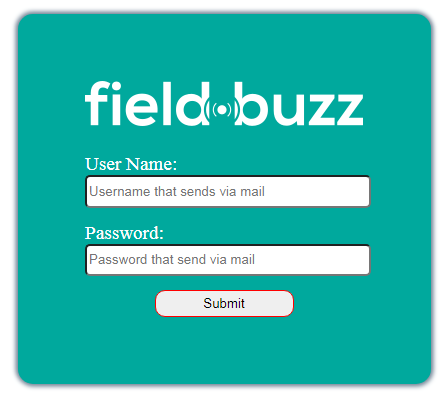 field buzz
User Name:
Username that sends via mail
Password:
Password that send via mail
Submit